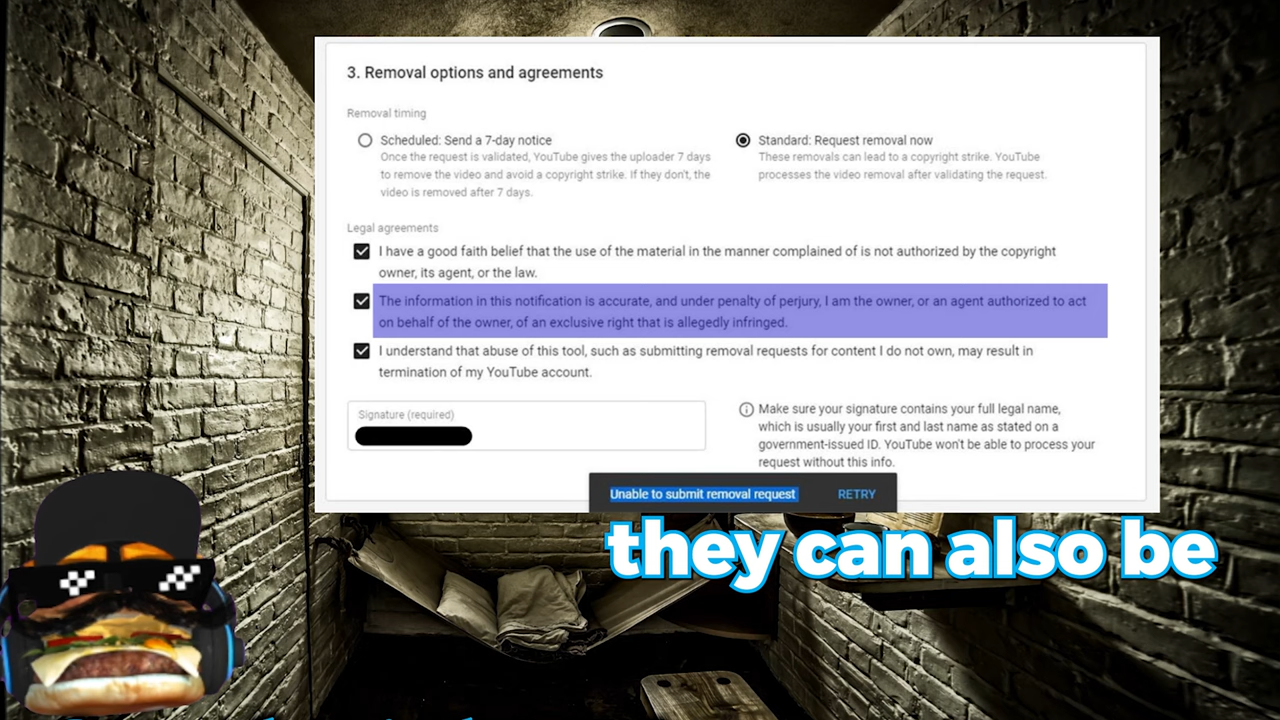 3. Removal options and agreements
Removal timing
Scheduled: Send a 7-day notice
Once the request is validated, YouTube gives the uploader 7 days
to remove the video and avoid a copyright strike. If they don't, the
video is removed after 7 days.
Standard: Request removal now
These removals can lead to a copyright strike. YouTube
processes the video removal after validating the request.
Legal agreements
I have a good faith belief that the use of the material in the manner complained of is not authorized by the copyright
owner, its agent, or the law.
The information in this notification is accurate, and under penalty of perjury, I am the owner, or an agent authorized to act
on behalf of the owner, of an exclusive right that is allegedly infringed.
I understand that abuse of this tool, such as submitting removal requests for content I do not own, may result in
termination of my YouTube account.
Signature (required)
Make sure your signature contains your full legal name,
which is usually your first and last name as stated on a
government-issued ID. YouTube won't be able to process your
request without this info.
Unable to submit removal request RETRY
they can also be